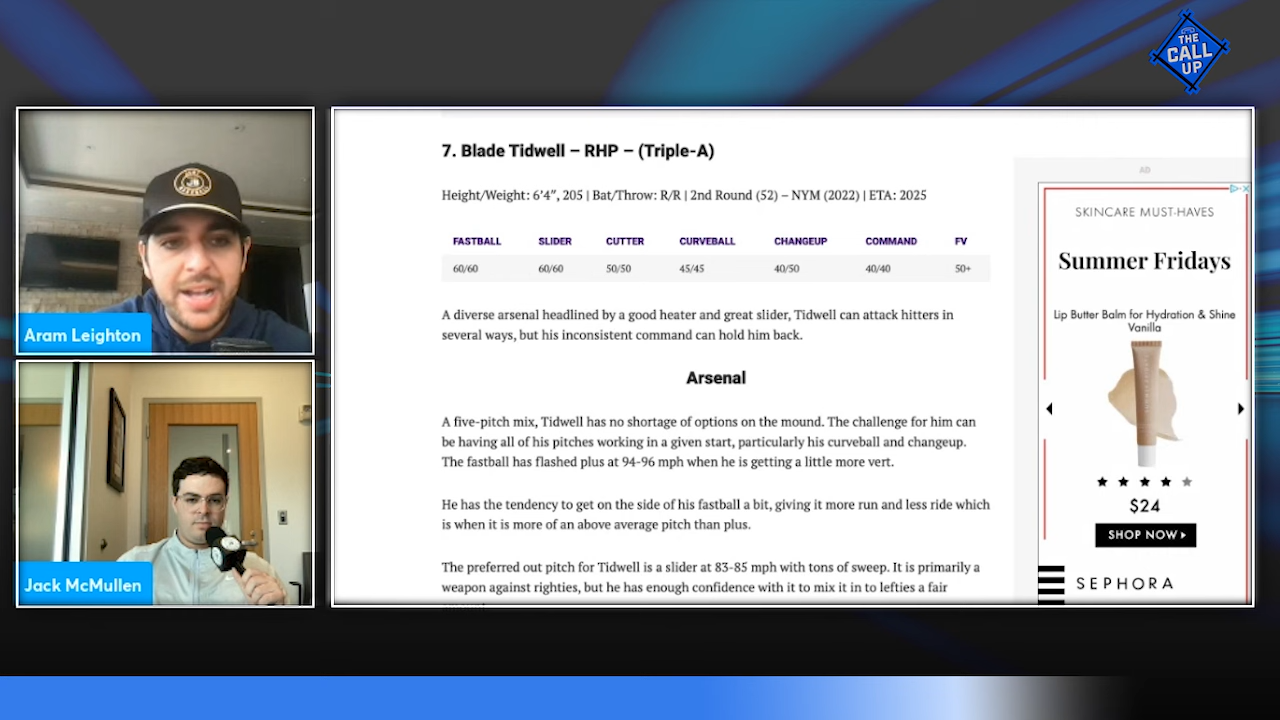 THE
CALL
UP
Aram Leighton
Jack McMullen
7. Blade Tidwell – RHP – (Triple-A)
Height/Weight: 6’4″, 205 | Bat/Throw: R/R | 2nd Round (52) – NYM (2022) | ETA: 2025
FASTBALL SLIDER CUTTER CURVEBALL CHANGEUP COMMAND FV
60/60 60/60 50/50 45/45 40/50 40/40 50+
A diverse arsenal headlined by a good heater and great slider, Tidwell can attack hitters in
several ways, but his inconsistent command can hold him back.
Arsenal
A five-pitch mix, Tidwell has no shortage of options on the mound. The challenge for him can
be having all of his pitches working in a given start, particularly his curveball and changeup.
The fastball has flashed plus at 94-96 mph when he is getting a little more vert.
He has the tendency to get on the side of his fastball a bit, giving it more run and less ride which
is when it is more of an above average pitch than plus.
The preferred out pitch for Tidwell is a slider at 83-85 mph with tons of sweep. It is primarily a
weapon against righties, but he has enough confidence with it to mix it in to lefties a fair
AD
SKINCARE MUST-HAVES
Summer Fridays
Lip Butter Balm for Hydration & Shine
Vanilla
$24
SHOP NOW
SEPHORA